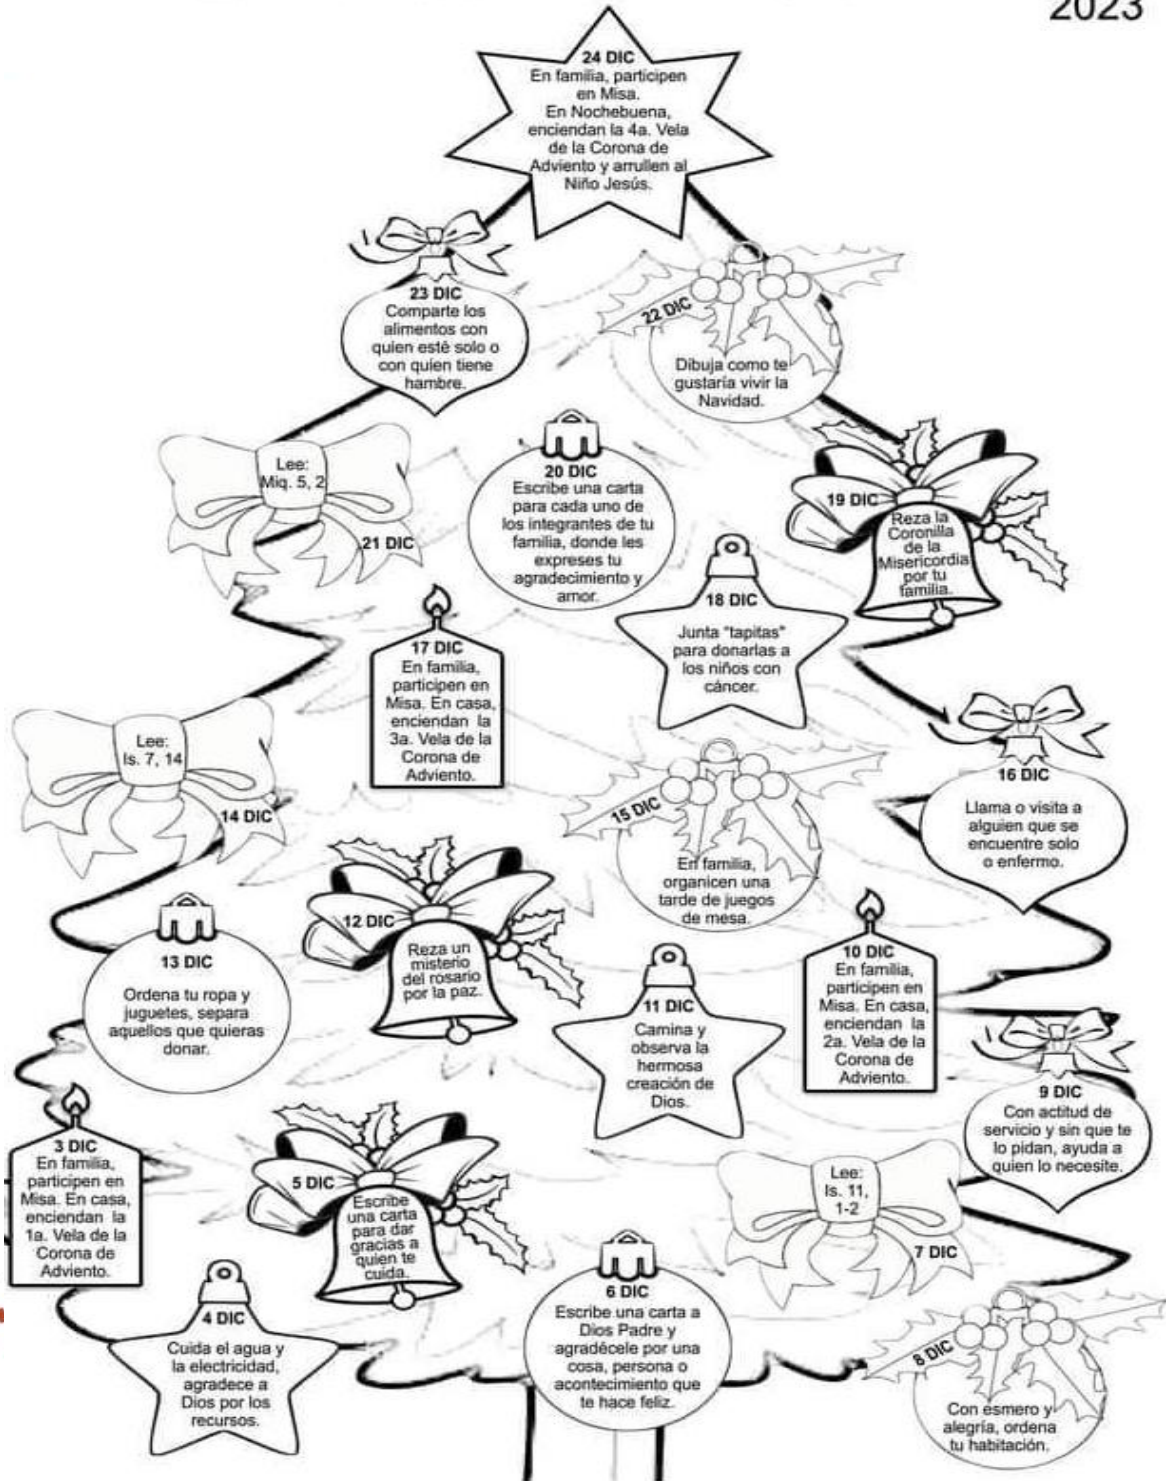 2023
24 DIC
En familia, participen
en Misa.
En Nochebuena,
enciendan la 4a. Vela
de la Corona de
Adviento y arrullen al
Niño Jesús.
23 DIC
Comparte los
alimentos con
quien esté solo o
con quien tiene
hambre.
22 DIC
Dibuja como te
gustaría vivir la
Navidad.
Lee:
Miq. 5, 2
21 DIC
20 DIC
Escribe una carta
para cada uno de
los integrantes de tu
familia, donde les
expreses tu
agradecimiento y
amor.
19 DIC
Reza la
Coronilla
de la
Misericordia
por tu
familia.
18 DIC
Junta "tapitas"
para donarlas a
los niños con
cáncer.
17 DIC
En familia,
participen en
Misa. En casa,
enciendan la
3a. Vela de la
Corona de
Adviento.
16 DIC
Llama o visita a
alguien que se
encuentre solo
o enfermo.
15 DIC
En familia,
organicen una
tarde de juegos
de mesa.
Lee:
Is. 7, 14
14 DIC
13 DIC
Ordena tu ropa y
juguetes, separa
aquellos que quieras
donar.
12 DIC
Reza un
misterio
del rosario
por la paz.
11 DIC
Camina y
observa la
hermosa
creación de
Dios.
10 DIC
En familia,
participen en
Misa. En casa,
enciendan la
2a. Vela de la
Corona de
Adviento.
9 DIC
Con actitud de
servicio y sin que te
lo pidan, ayuda a
quien lo necesite.
3 DIC
En familia,
participen en
Misa. En casa,
enciendan la
1a. Vela de la
Corona de
Adviento.
5 DIC
Escribe
una carta
para dar
gracias a
quien te
cuida.
Lee:
Is. 11,
1-2
7 DIC
4 DIC
Cuida el agua y
la electricidad,
agradece a
Dios por los
recursos.
6 DIC
Escribe una carta a
Dios Padre y
agradécele por una
cosa, persona o
acontecimiento que
te hace feliz.
8 DIC
Con esmero y
alegría, ordena
tu habitación.